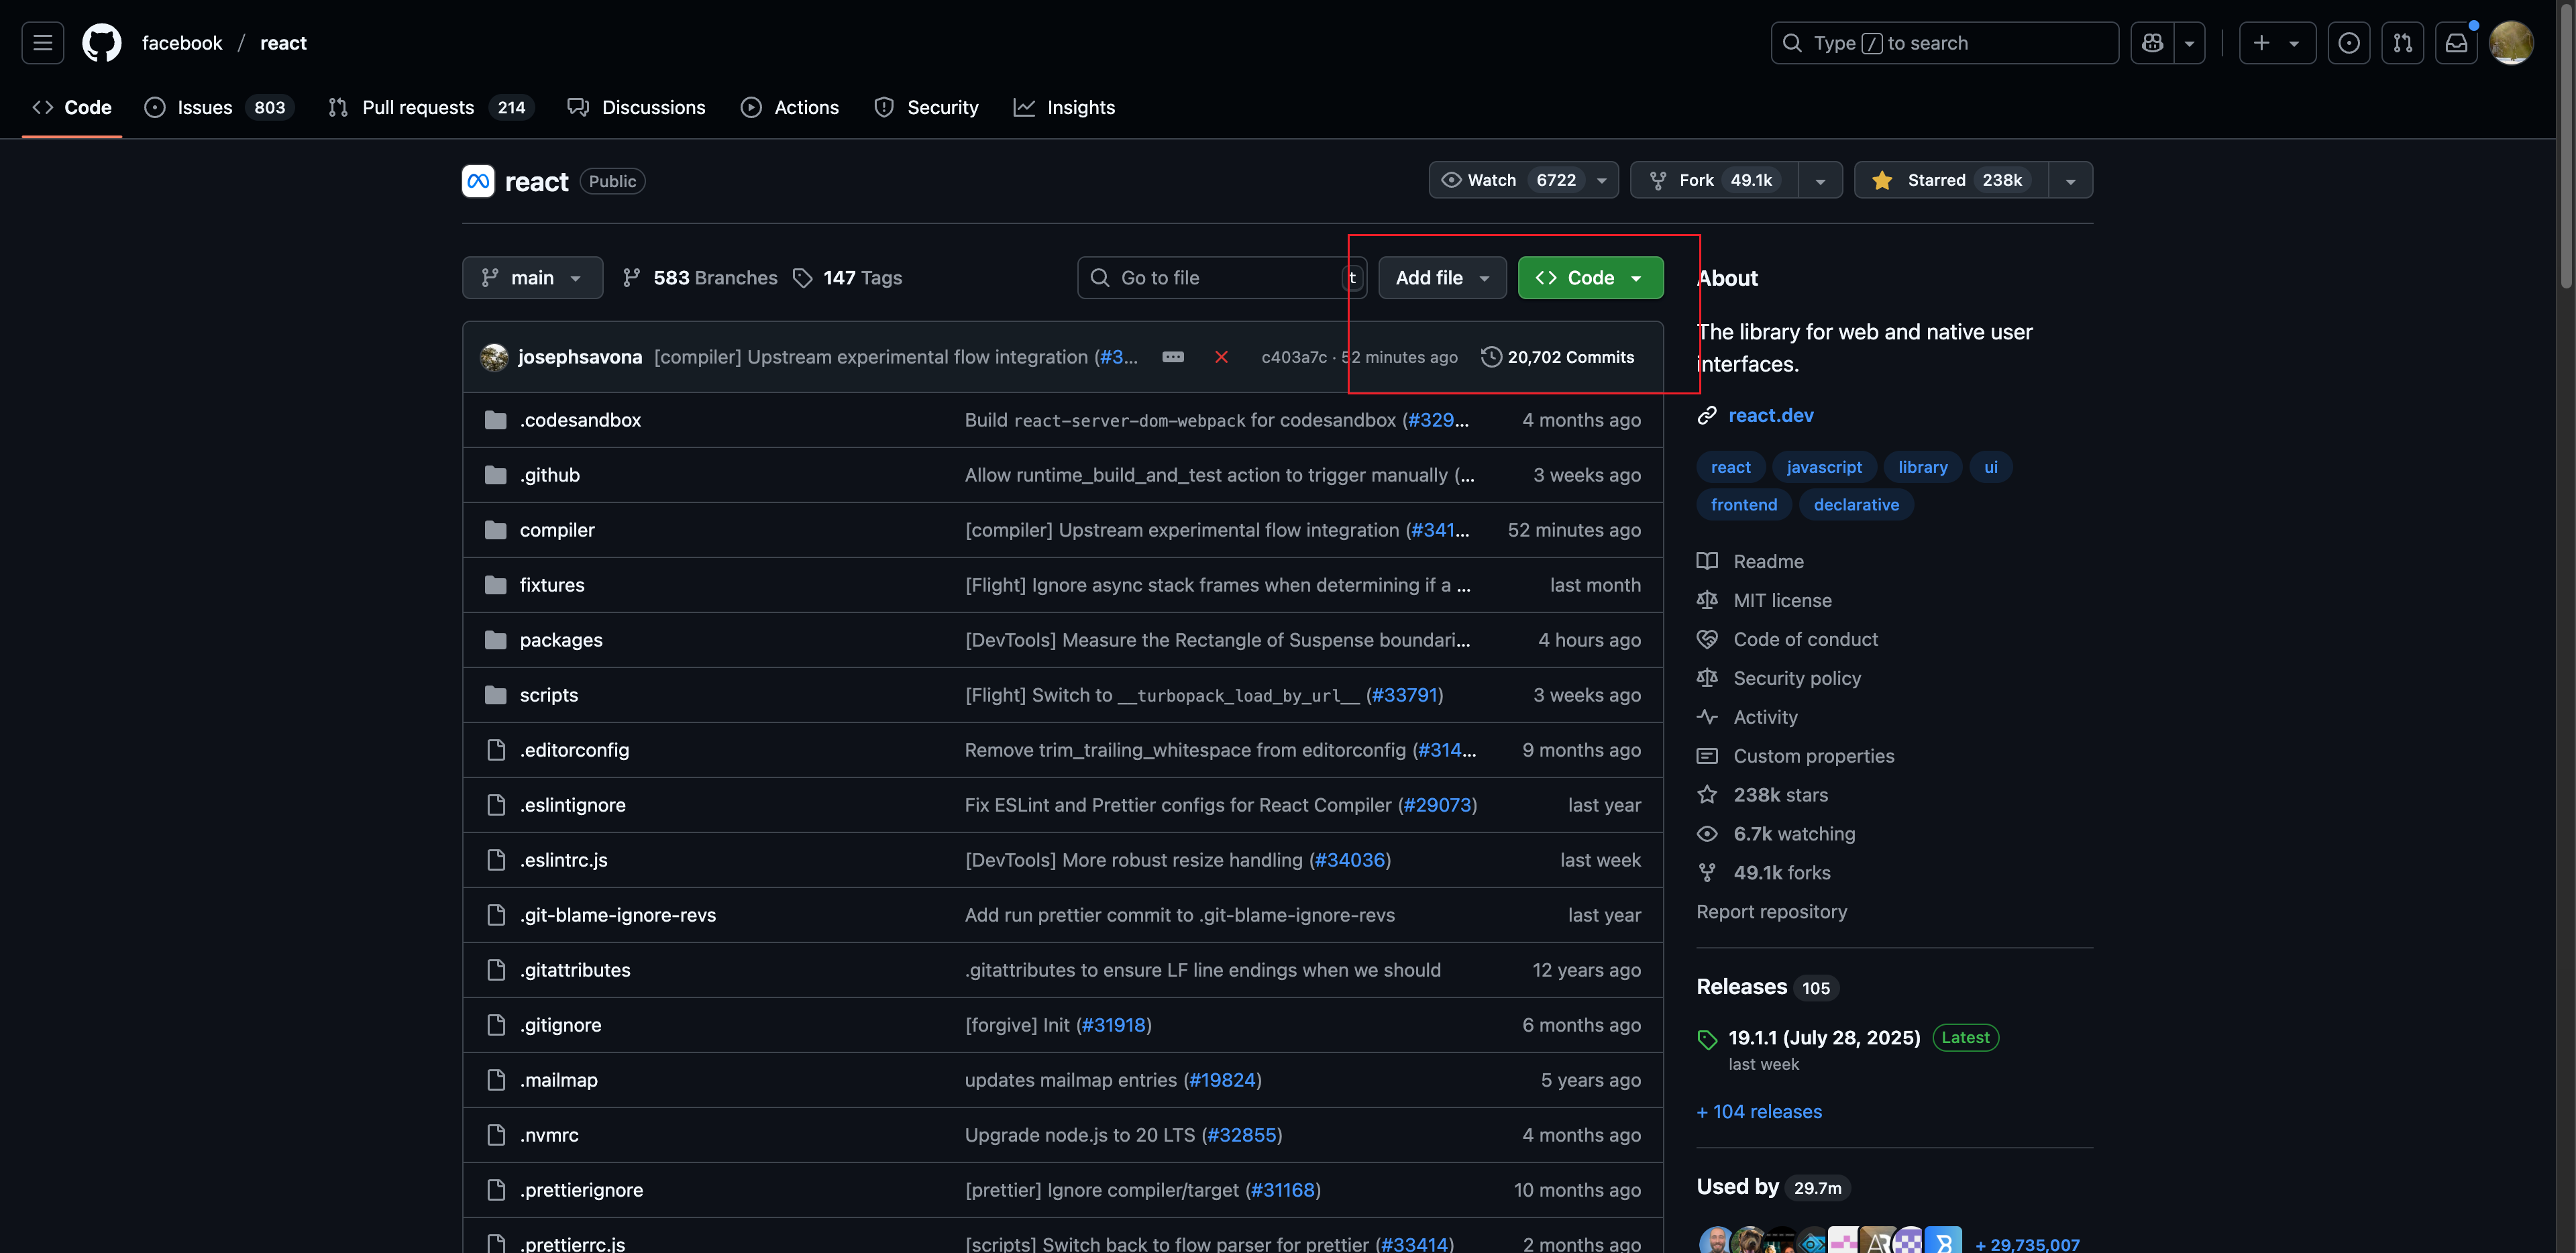 facebook / react
Type / to search
Code Issues 803 Pull requests 214 Discussions Actions Security Insights
react Public
Watch 6722 Fork 49.1k Starred 238k
main 583 Branches 147 Tags Go to file t Add file Code
josephsavona [compiler] Upstream experimental flow integration (#3... c403a7c · 52 minutes ago 20,702 Commits
.codesandbox Build react-server-dom-webpack for codesandbox (#329... 4 months ago
.github Allow runtime_build_and_test action to trigger manually (... 3 weeks ago
compiler [compiler] Upstream experimental flow integration (#341... 52 minutes ago
fixtures [Flight] Ignore async stack frames when determining if a ... last month
packages [DevTools] Measure the Rectangle of Suspense boundari... 4 hours ago
scripts [Flight] Switch to __turbopack_load_by_url__ (#33791) 3 weeks ago
.editorconfig Remove trim_trailing_whitespace from editorconfig (#314... 9 months ago
.eslintignore Fix ESLint and Prettier configs for React Compiler (#29073) last year
.eslintrc.js [DevTools] More robust resize handling (#34036) last week
.git-blame-ignore-revs Add run prettier commit to .git-blame-ignore-revs last year
.gitattributes .gitattributes to ensure LF line endings when we should 12 years ago
.gitignore [forgive] Init (#31918) 6 months ago
.mailmap updates mailmap entries (#19824) 5 years ago
.nvmrc Upgrade node.js to 20 LTS (#32855) 4 months ago
.prettierignore [prettier] Ignore compiler/target (#31168) 10 months ago
.prettierrc.js [scripts] Switch back to flow parser for prettier (#33414) 2 months ago
About
The library for web and native user
interfaces.
react.dev
react javascript library ui
frontend declarative
Readme
MIT license
Code of conduct
Security policy
Activity
Custom properties
238k stars
6.7k watching
49.1k forks
Report repository
Releases 105
19.1.1 (July 28, 2025) Latest
last week
+ 104 releases
Used by 29.7m
+ 29,735,007